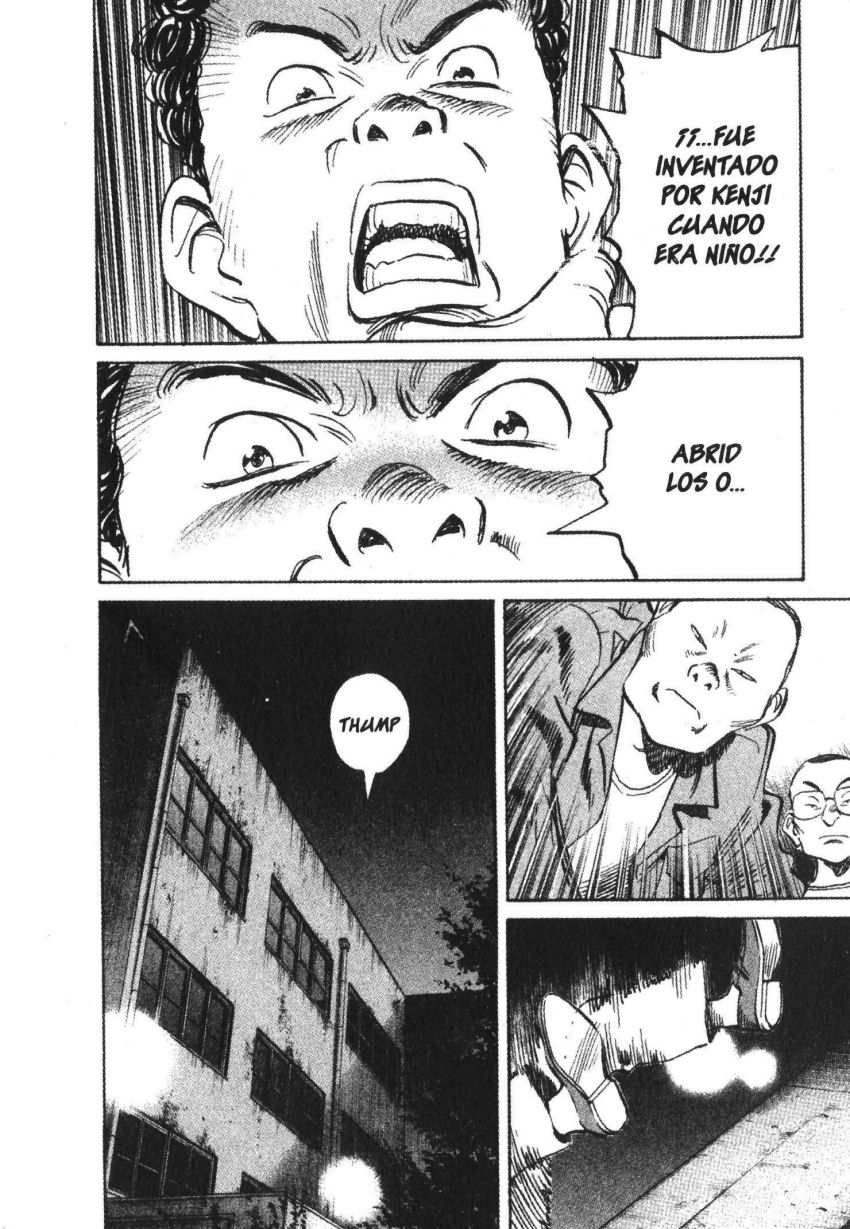 ¡¡...FUE
INVENTADO
POR KENJI
CUANDO
ERA NIÑO!!
ABRID
LOS O...
THUMP